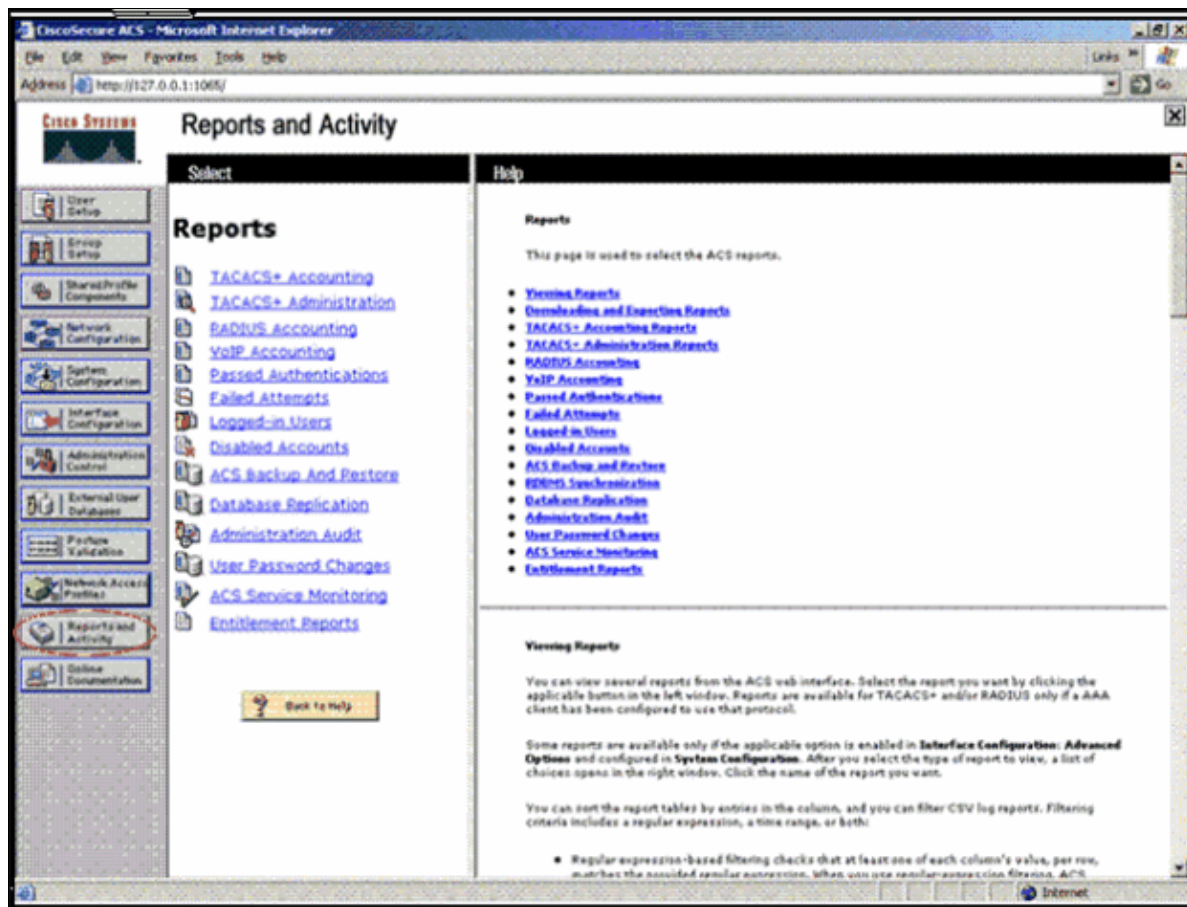 CiscoSecure ACS - Microsoft Internet Explorer
File Edit View Favorites Tools Help
Links »
Address http://127.0.0.1:1065/
Go
CISCO SYSTEMS
Reports and Activity
Select
Help
User Setup
Group Setup
Shared Profile Components
Network Configuration
System Configuration
Interface Configuration
Administration Control
External User Databases
Posture Validation
Network Access Profiles
Reports and Activity
Online Documentation
Reports
TACACS+ Accounting
TACACS+ Administration
RADIUS Accounting
VoIP Accounting
Passed Authentications
Failed Attempts
Logged-in Users
Disabled Accounts
ACS Backup And Restore
Database Replication
Administration Audit
User Password Changes
ACS Service Monitoring
Entitlement Reports
? Back to Help
Reports
This page is used to select the ACS reports.
• Viewing Reports
• Downloading and Exporting Reports
• TACACS+ Accounting Reports
• TACACS+ Administration Reports
• RADIUS Accounting
• VoIP Accounting
• Passed Authentications
• Failed Attempts
• Logged-in Users
• Disabled Accounts
• ACS Backup and Restore
• RDBMS Synchronization
• Database Replication
• Administration Audit
• User Password Changes
• ACS Service Monitoring
• Entitlement Reports
Viewing Reports
You can view several reports from the ACS web interface. Select the report you want by clicking the
applicable button in the left window. Reports are available for TACACS+ and/or RADIUS only if a AAA
client has been configured to use that protocol.
Some reports are available only if the applicable option is enabled in Interface Configuration: Advanced
Options and configured in System Configuration. After you select the type of report to view, a list of
choices opens in the right window. Click the name of the report you want.
You can sort the report tables by entries in the column, and you can filter CSV log reports. Filtering
criteria includes a regular expression, a time range, or both:
• Regular expression-based filtering checks that at least one of each column's value, per row,
matches the provided regular expression. When you use regular-expression filtering, ACS
Internet